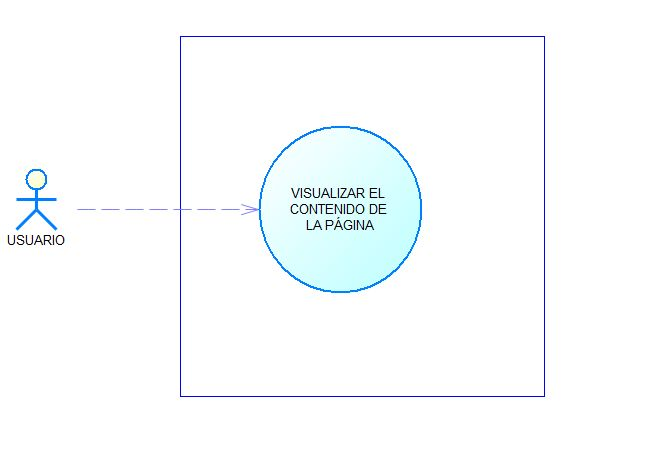 USUARIO
VISUALIZAR EL
CONTENIDO DE
LA PÁGINA